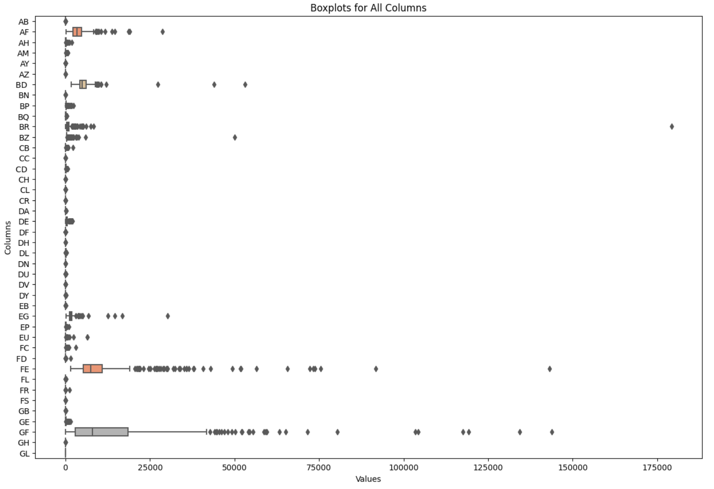 Boxplots for All Columns
AB
AF
AH
AM
AY
AZ
BD
BN
BP
BQ
BR
BZ
CB
CC
CD
CH
CL
CR
DA
DE
DF
DH
DL
DN
DU
DV
DY
EB
EG
EP
EU
FC
FD
FE
FL
FR
FS
GB
GE
GF
GH
GL
Columns
0 25000 50000 75000 100000 125000 150000 175000
Values